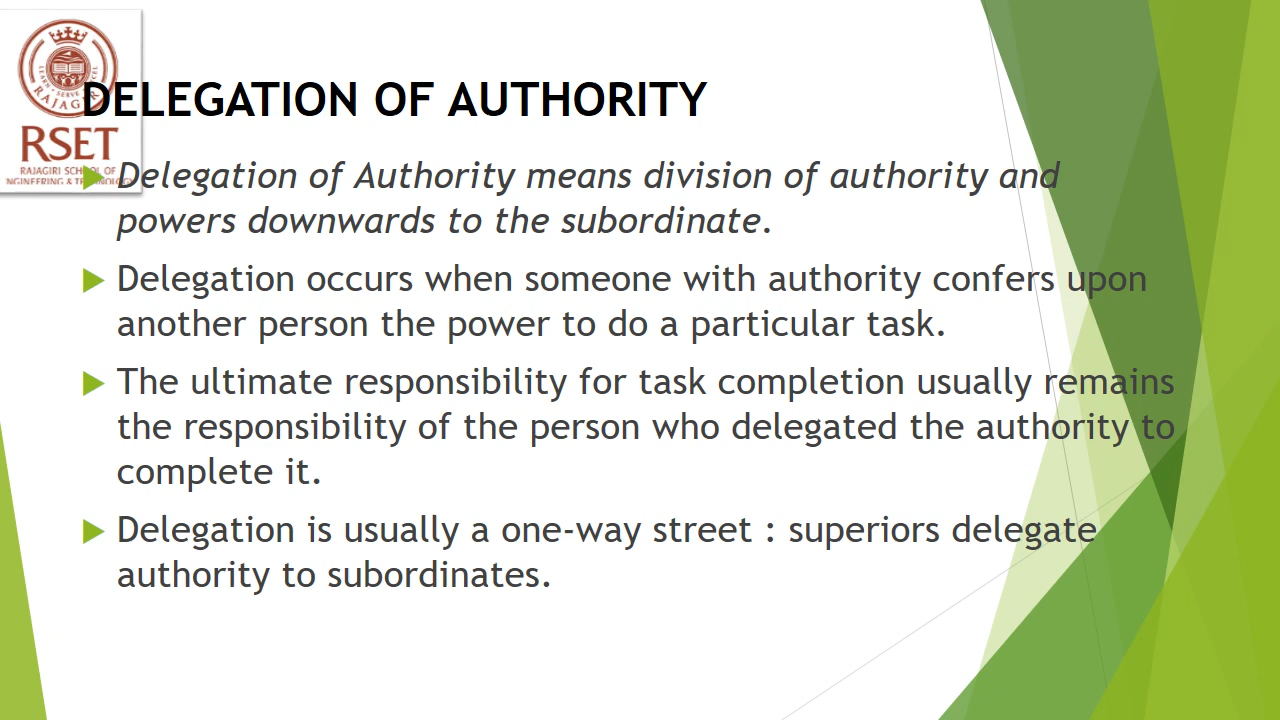 RAJAGIRI
RSET
RAJAGIRI SCHOOL OF
DELEGATION OF AUTHORITY
Delegation of Authority means division of authority and
powers downwards to the subordinate.
Delegation occurs when someone with authority confers upon
another person the power to do a particular task.
The ultimate responsibility for task completion usually remains
the responsibility of the person who delegated the authority to
complete it.
Delegation is usually a one-way street : superiors delegate
authority to subordinates.